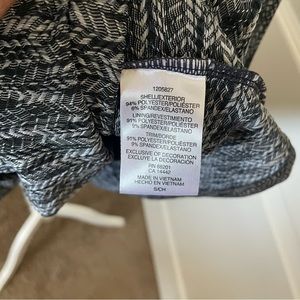 1205827
SHELL/EXTERIOR
94% POLYESTER/POLIÉSTER
6% SPANDEX/ELASTANO
LINING/REVESTIMIENTO
91% POLYESTER/POLIÉSTER
9% SPANDEX/ELASTANO
TRIM/BORDE
91% POLYESTER/POLIÉSTER
9% SPANDEX/ELASTANO
EXCLUSIVE OF DECORATION
EXCLUYE LA DECORACIÓN
RN 66201
CA 14442
MADE IN VIETNAM
HECHO EN VIETNAM
S/CH